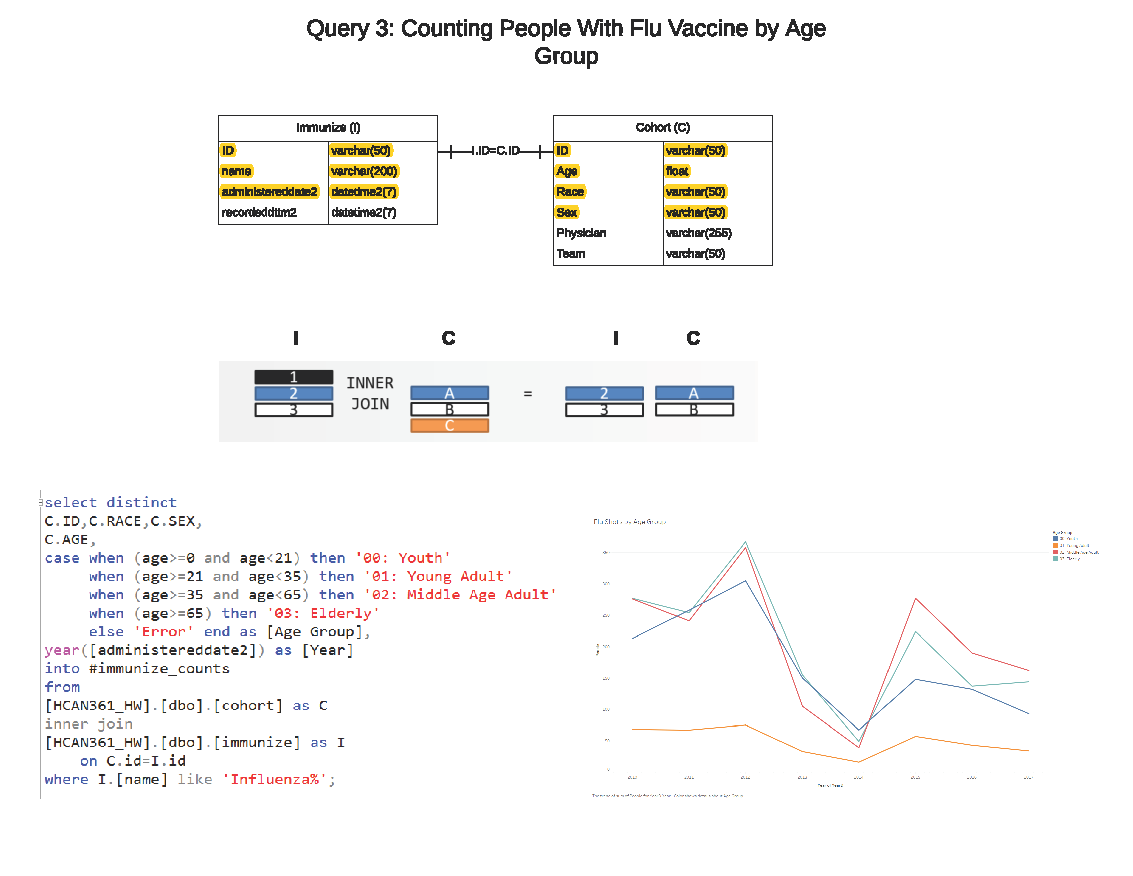 Query 3: Counting People With Flu Vaccine by Age
Group
Immunize (I)
ID varchar(50)
name varchar(200)
administereddate2 datetime2(7)
recordeddttm2 datetime2(7)
I.ID=C.ID
Cohort (C)
ID varchar(50)
Age float
Race varchar(50)
Sex varchar(50)
Physician varchar(255)
Team varchar(50)
I C I C
1
2
3
INNER
JOIN
A
B
C
=
2 A
3 B
select distinct
C.ID,C.RACE,C.SEX,
C.AGE,
case when (age>=0 and age<21) then '00: Youth'
when (age>=21 and age<35) then '01: Young Adult'
when (age>=35 and age<65) then '02: Middle Age Adult'
when (age>=65) then '03: Elderly'
else 'Error' end as [Age Group],
year([administereddate2]) as [Year]
into #immunize_counts
from
[HCAN361_HW].[dbo].[cohort] as C
inner join
[HCAN361_HW].[dbo].[immunize] as I
on C.id=I.id
where I.[name] like 'Influenza%';
Flu Shots by Age Group
Age Group